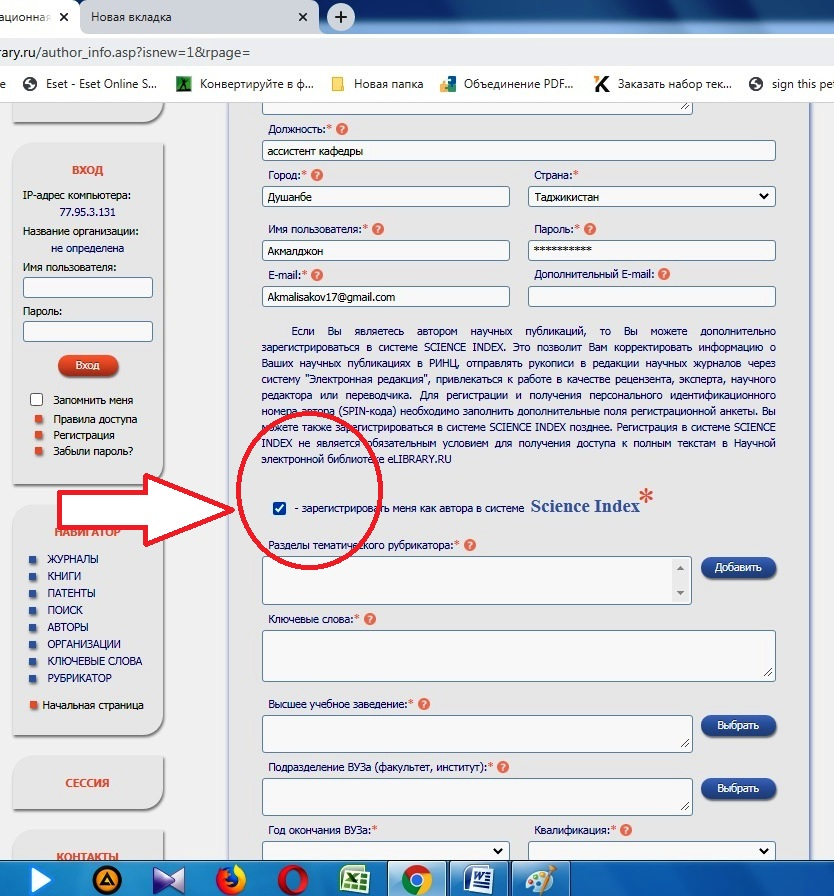 ационная
Новая вкладка
rary.ru/author_info.asp?isnew=1&rpage=
e Eset - Eset Online S... Конвертируйте в ф... Новая папка Объединение PDF... Заказать набор тек... sign this pet
ВХОД
IP-адрес компьютера:
77.95.3.131
Название организации:
не определена
Имя пользователя:
Пароль:
Вход
Запомнить меня
Правила доступа
Регистрация
Забыли пароль?
НАВИГАТОР
ЖУРНАЛЫ
КНИГИ
ПАТЕНТЫ
ПОИСК
АВТОРЫ
ОРГАНИЗАЦИИ
КЛЮЧЕВЫЕ СЛОВА
РУБРИКАТОР
Начальная страница
СЕССИЯ
КОНТАКТЫ
Должность:* ?
ассистент кафедры
Город:* ? Страна:*
Душанбе Таджикистан
Имя пользователя:* ? Пароль:* ?
Акмалджон **********
E-mail:* ? Дополнительный E-mail: ?
Akmalisakov17@gmail.com
Если Вы являетесь автором научных публикаций, то Вы можете дополнительно
зарегистрироваться в системе SCIENCE INDEX. Это позволит Вам корректировать информацию о
Ваших научных публикациях в РИНЦ, отправлять рукописи в редакции научных журналов через
систему "Электронная редакция", привлекаться к работе в качестве рецензента, эксперта, научного
редактора или переводчика. Для регистрации и получения персонального идентификационного
номера автора (SPIN-кода) необходимо заполнить дополнительные поля регистрационной анкеты. Вы
можете также зарегистрироваться в системе SCIENCE INDEX позднее. Регистрация в системе SCIENCE
INDEX не является обязательным условием для получения доступа к полным текстам в Научной
электронной библиотеке eLIBRARY.RU
- зарегистрировать меня как автора в системе Science Index*
Разделы тематического рубрикатора:* ?
Добавить
Ключевые слова:* ?
Высшее учебное заведение:* ?
Выбрать
Подразделение ВУЗа (факультет, институт):* ?
Выбрать
Год окончания ВУЗа:* Квалификация:* ?